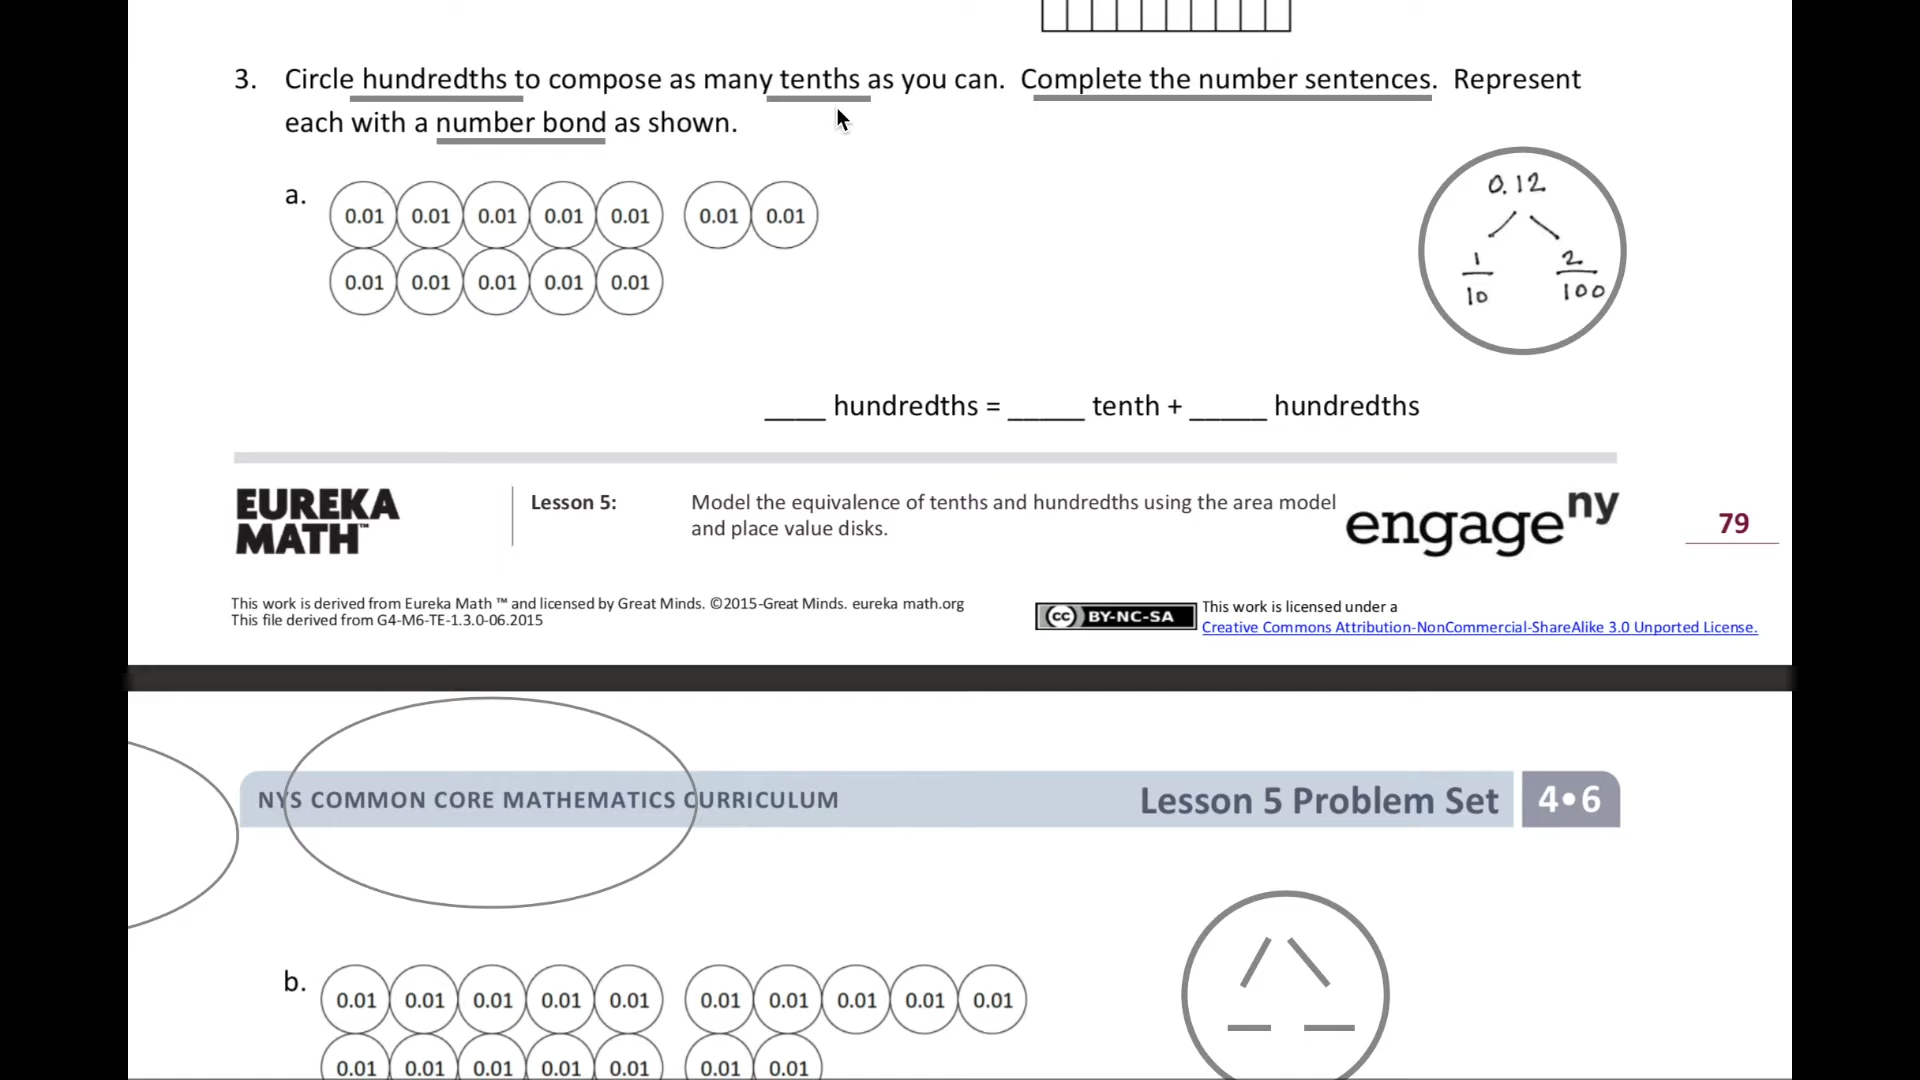 3. Circle hundredths to compose as many tenths as you can. Complete the number sentences. Represent
each with a number bond as shown.
a.
0.01 0.01 0.01 0.01 0.01 0.01 0.01
0.01 0.01 0.01 0.01 0.01
0.12
1 2
10 100
____ hundredths = _____ tenth + _____ hundredths
EUREKA
MATH™
Lesson 5: Model the equivalence of tenths and hundredths using the area model
and place value disks.
engageny
79
This work is derived from Eureka Math ™ and licensed by Great Minds. ©2015-Great Minds. eureka math.org
This file derived from G4-M6-TE-1.3.0-06.2015
cc BY-NC-SA
This work is licensed under a
Creative Commons Attribution-NonCommercial-ShareAlike 3.0 Unported License.
NYS COMMON CORE MATHEMATICS CURRICULUM Lesson 5 Problem Set 4•6
b.
0.01 0.01 0.01 0.01 0.01 0.01 0.01 0.01 0.01 0.01
0.01 0.01 0.01 0.01 0.01 0.01 0.01